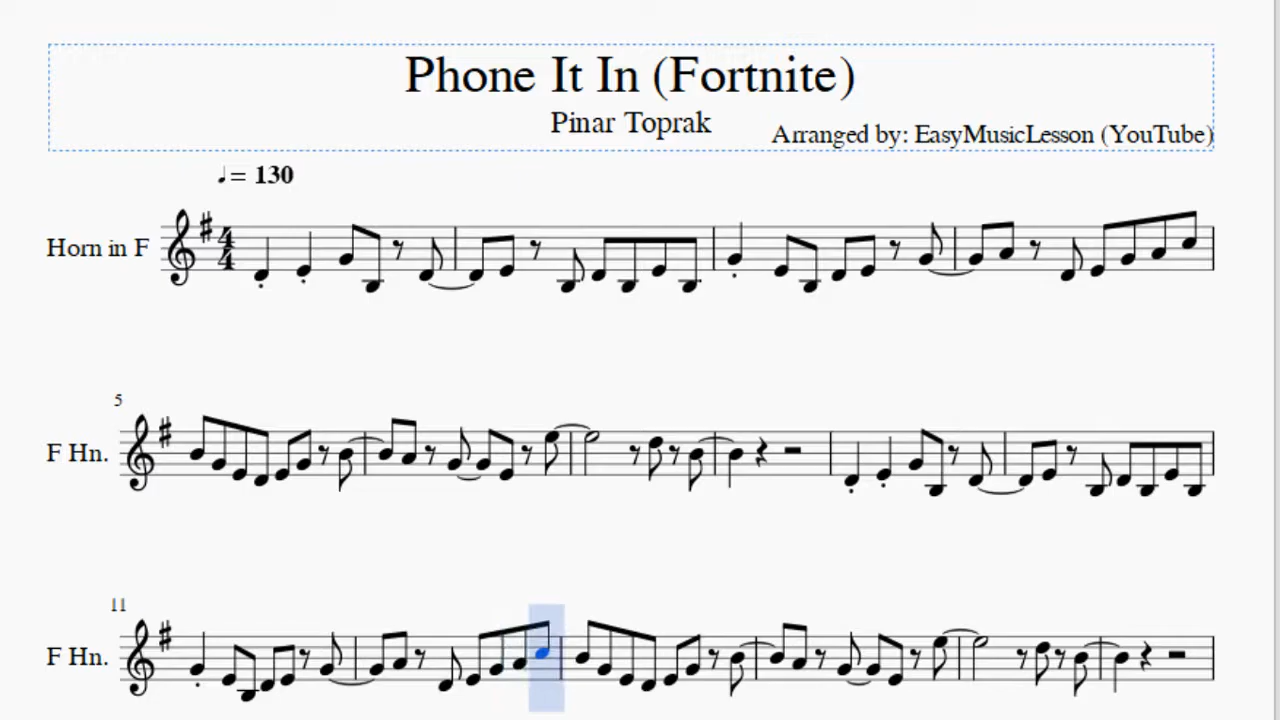 Phone It In (Fortnite)
Pinar Toprak
Arranged by: EasyMusicLesson (YouTube)
♩= 130
Horn in F
4
4
5
F Hn.
11
F Hn.